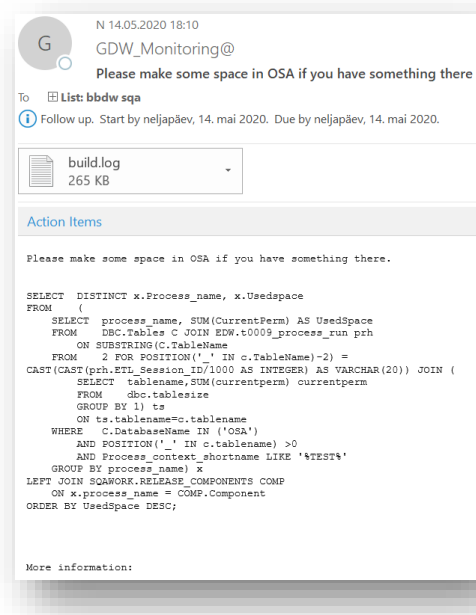 N 14.05.2020 18:10
G
GDW_Monitoring@
Please make some space in OSA if you have something there
To List: bbdw sqa
Follow up. Start by neljapäev, 14. mai 2020. Due by neljapäev, 14. mai 2020.
build.log
265 KB
Action Items
Please make some space in OSA if you have something there.
SELECT DISTINCT x.Process_name, x.Usedspace
FROM (
SELECT process_name, SUM(CurrentPerm) AS UsedSpace
FROM DBC.Tables C JOIN EDW.t0009_process_run prh
ON SUBSTRING(C.TableName
FROM 2 FOR POSITION('_' IN c.TableName)-2) =
CAST(CAST(prh.ETL_Session_ID/1000 AS INTEGER) AS VARCHAR(20)) JOIN (
SELECT tablename,SUM(currentperm) currentperm
FROM dbc.tablesize
GROUP BY 1) ts
ON ts.tablename=c.tablename
WHERE C.DatabaseName IN ('OSA')
AND POSITION('_' IN c.tablename) >0
AND Process_context_shortname LIKE '%TEST%'
GROUP BY process_name) x
LEFT JOIN SQAWORK.RELEASE_COMPONENTS COMP
ON x.process_name = COMP.Component
ORDER BY UsedSpace DESC;
More information: